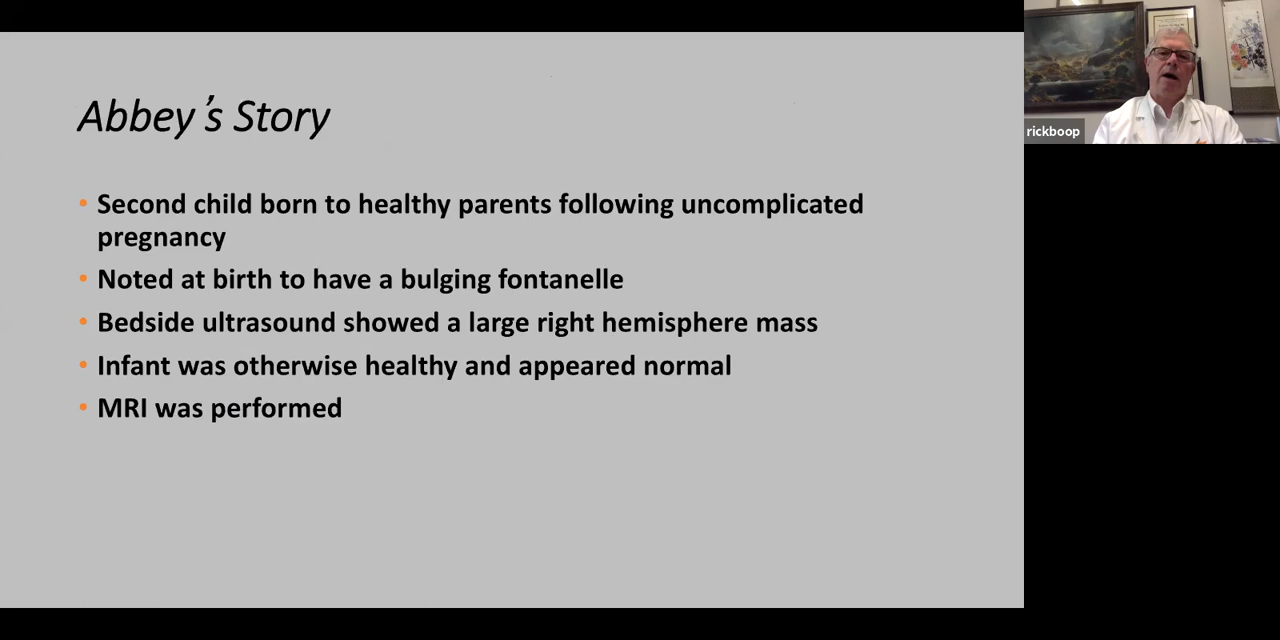 Abbey’s Story
• Second child born to healthy parents following uncomplicated
pregnancy
• Noted at birth to have a bulging fontanelle
• Bedside ultrasound showed a large right hemisphere mass
• Infant was otherwise healthy and appeared normal
• MRI was performed
rickboop